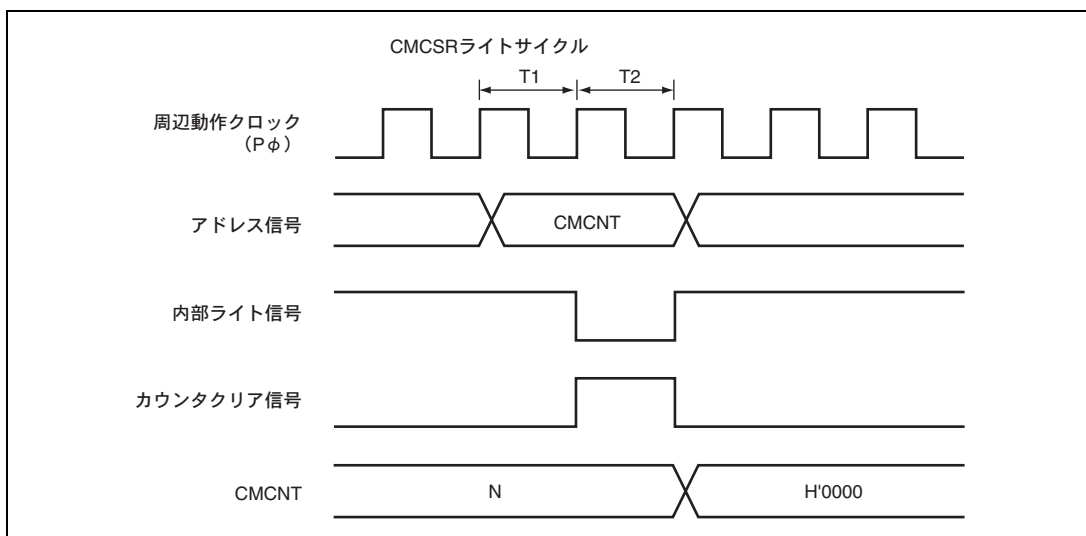 CMCSRライトサイクル
T1
T2
周辺動作クロック
（Pφ）
アドレス信号
CMCNT
内部ライト信号
カウンタクリア信号
CMCNT
N
H'0000